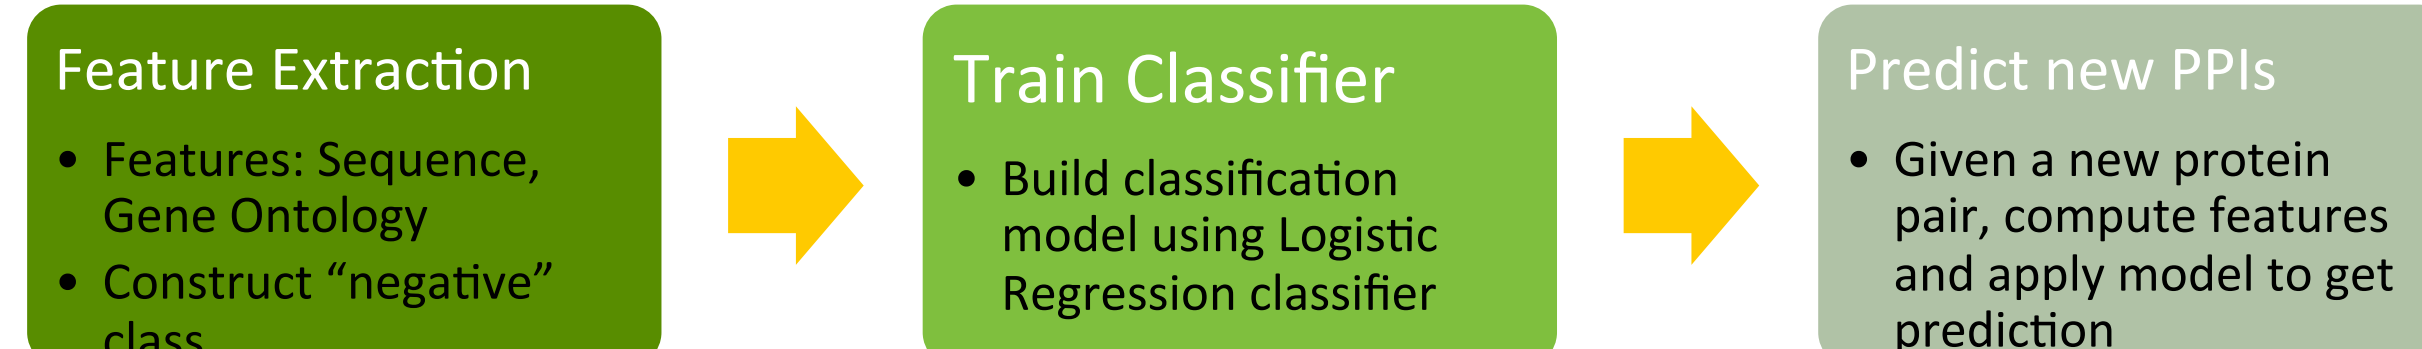 Feature Extraction
• Features: Sequence,
Gene Ontology
• Construct “negative”
class
Train Classifier
• Build classification
model using Logistic
Regression classifier
Predict new PPIs
• Given a new protein
pair, compute features
and apply model to get
prediction